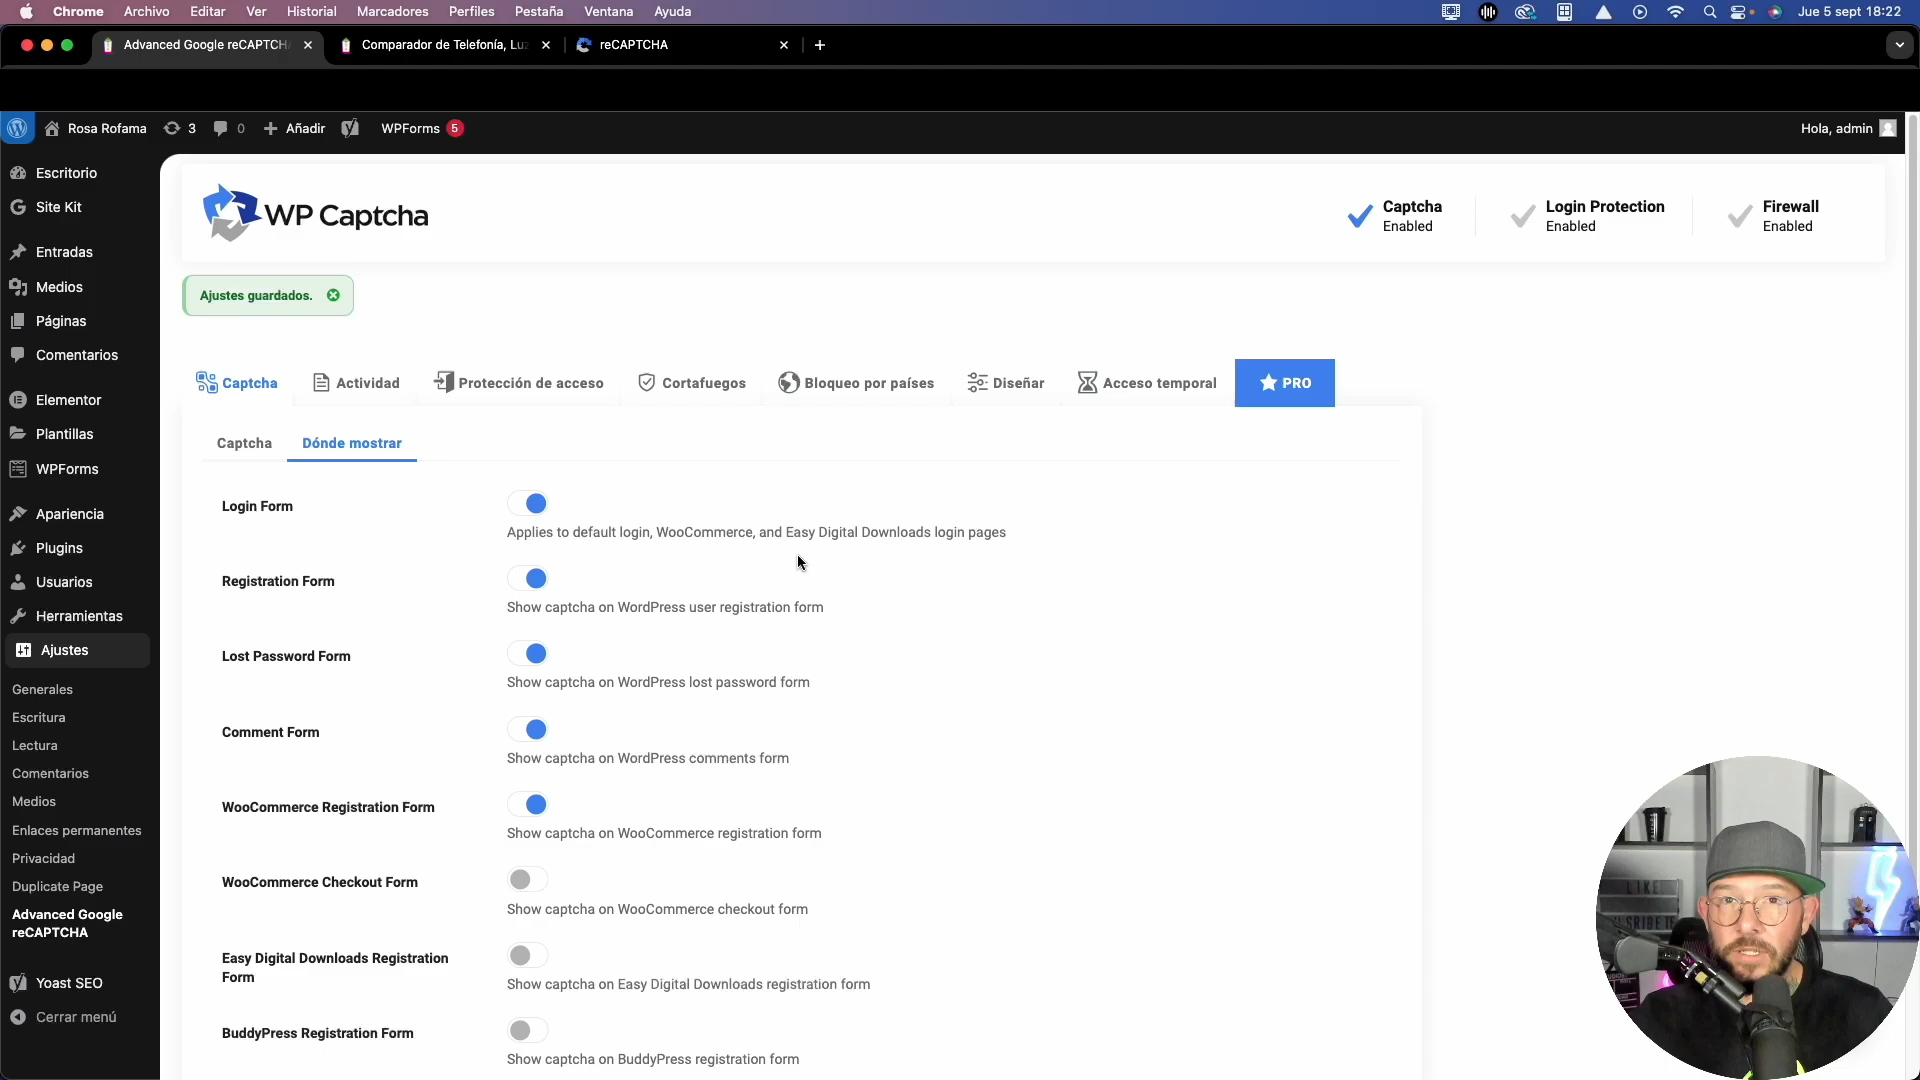 Chrome Archivo Editar Ver Historial Marcadores Perfiles Pestaña Ventana Ayuda Jue 5 sept 18:22
Advanced Google reCAPTCH Comparador de Telefonía, Luz reCAPTCHA
Rosa Rofama 3 0 Añadir WPForms 5 Hola, admin
Escritorio
Site Kit
Entradas
Medios
Páginas
Comentarios
Elementor
Plantillas
WPForms
Apariencia
Plugins
Usuarios
Herramientas
Ajustes
Generales
Escritura
Lectura
Comentarios
Medios
Enlaces permanentes
Privacidad
Duplicate Page
Advanced Google
reCAPTCHA
Yoast SEO
Cerrar menú
WP Captcha
Captcha
Enabled
Login Protection
Enabled
Firewall
Enabled
Ajustes guardados.
Captcha Actividad Protección de acceso Cortafuegos Bloqueo por países Diseñar Acceso temporal PRO
Captcha Dónde mostrar
Login Form
Applies to default login, WooCommerce, and Easy Digital Downloads login pages
Registration Form
Show captcha on WordPress user registration form
Lost Password Form
Show captcha on WordPress lost password form
Comment Form
Show captcha on WordPress comments form
WooCommerce Registration Form
Show captcha on WooCommerce registration form
WooCommerce Checkout Form
Show captcha on WooCommerce checkout form
Easy Digital Downloads Registration
Form
Show captcha on Easy Digital Downloads registration form
BuddyPress Registration Form
Show captcha on BuddyPress registration form
LIKE